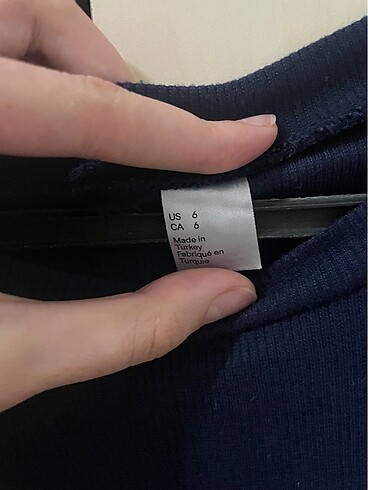 US 6
CA 6
Made in
Turkey
Fabriqué en
Turquie